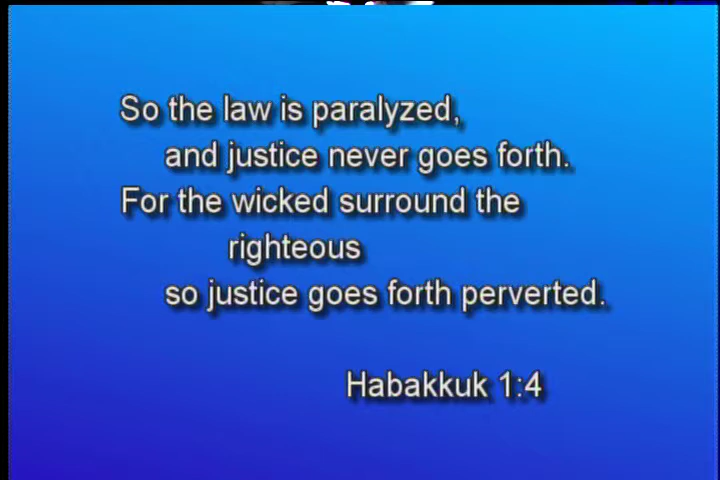 So the law is paralyzed,
and justice never goes forth.
For the wicked surround the
righteous
so justice goes forth perverted.
Habakkuk 1:4